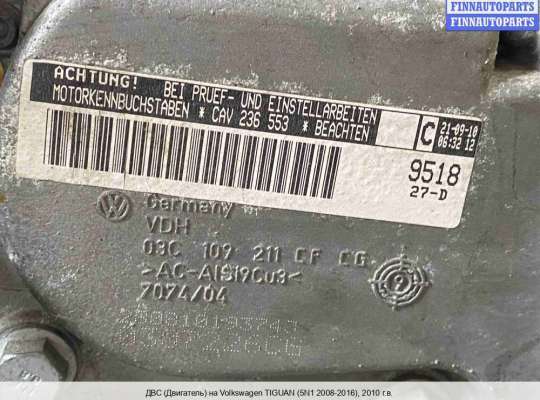 FINNAUTOPARTS
FINNAUTOPARTS
ACHTUNG! BEI PRUEF- UND EINSTELLARBEITEN
MOTORKENNBUCHSTABEN * CAV 236 553 * BEACHTEN
C
21-09-10
06:32 12
9518
27-D
Germany
VDH
03C 109 211 CF CG
>AC-AlSi9Cu3<
7074/04
ДВС (Двигатель) на Volkswagen TIGUAN (5N1 2008-2016), 2010 г.в.